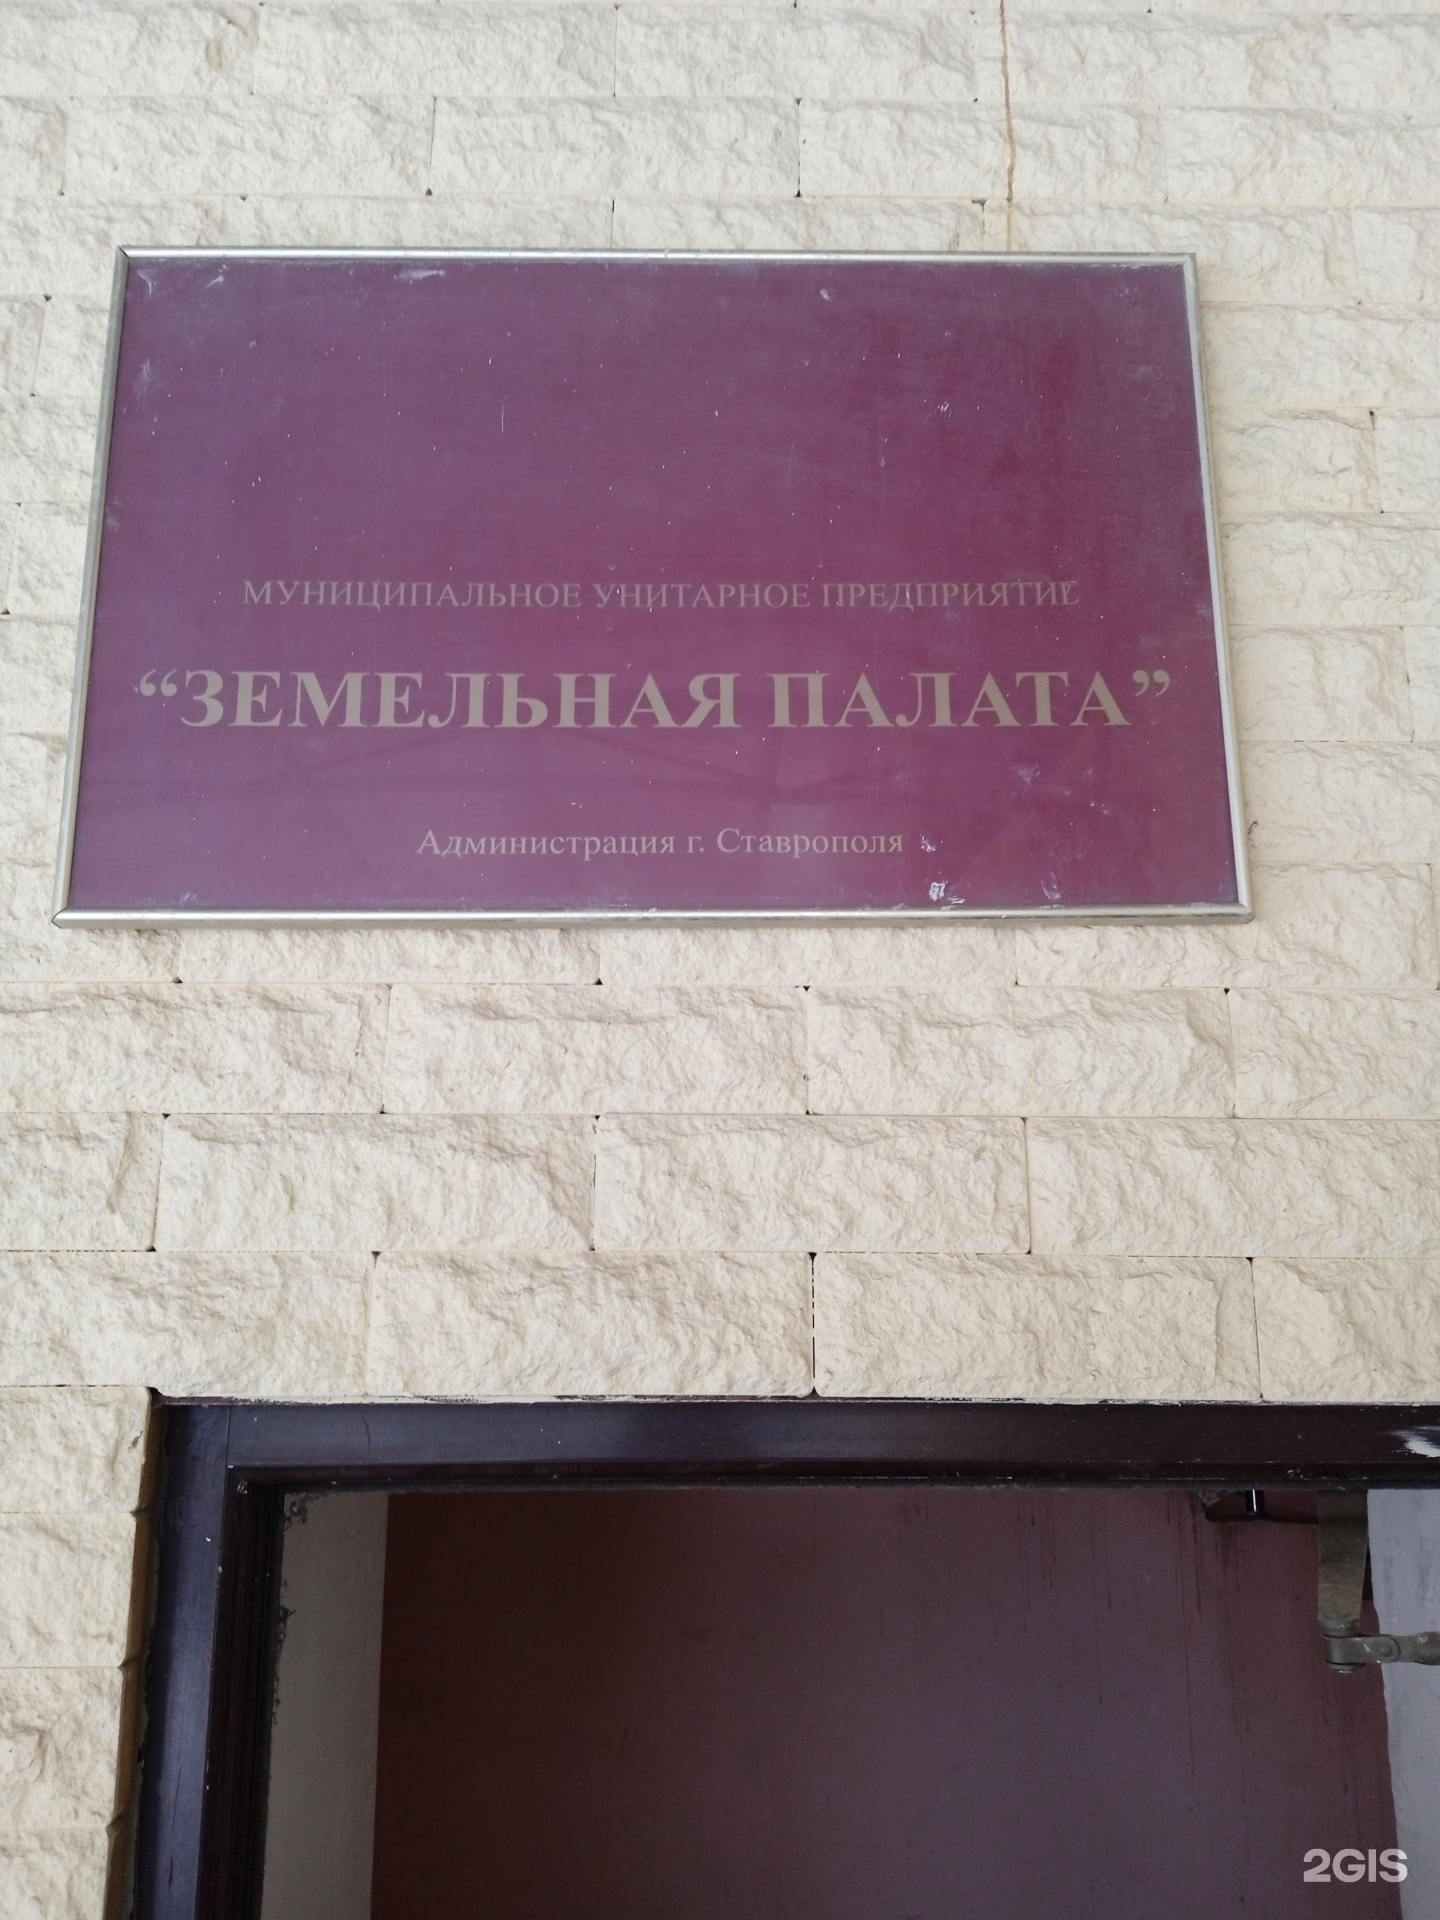 МУНИЦИПАЛЬНОЕ УНИТАРНОЕ ПРЕДПРИЯТИЕ
“ЗЕМЕЛЬНАЯ ПАЛАТА”
Администрация г. Ставрополя
2GIS